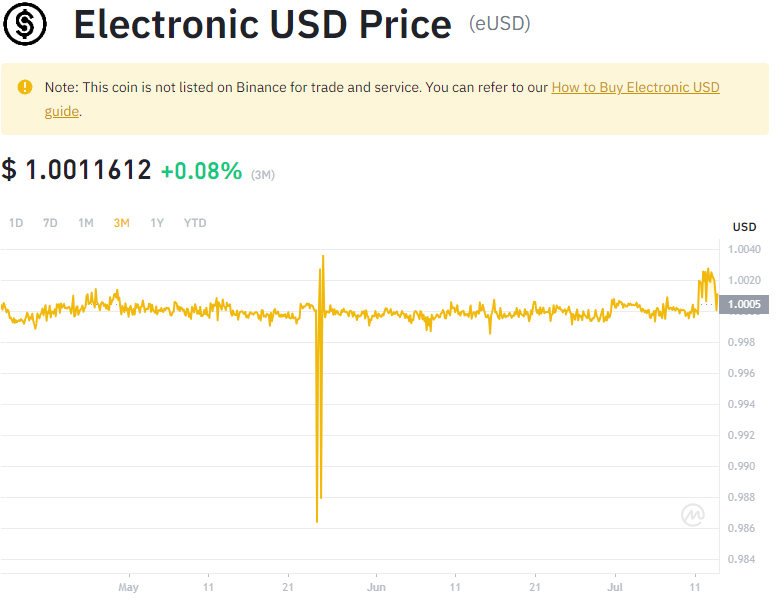 Electronic USD Price (eUSD)
Note: This coin is not listed on Binance for trade and service. You can refer to our How to Buy Electronic USD
guide.
$ 1.0011612 +0.08% (3M)
1D 7D 1M 3M 1Y YTD
USD
1.0040
1.0020
1.0005
0.998
0.996
0.994
0.992
0.990
0.988
0.986
0.984
May 11 21 Jun 11 21 Jul 11